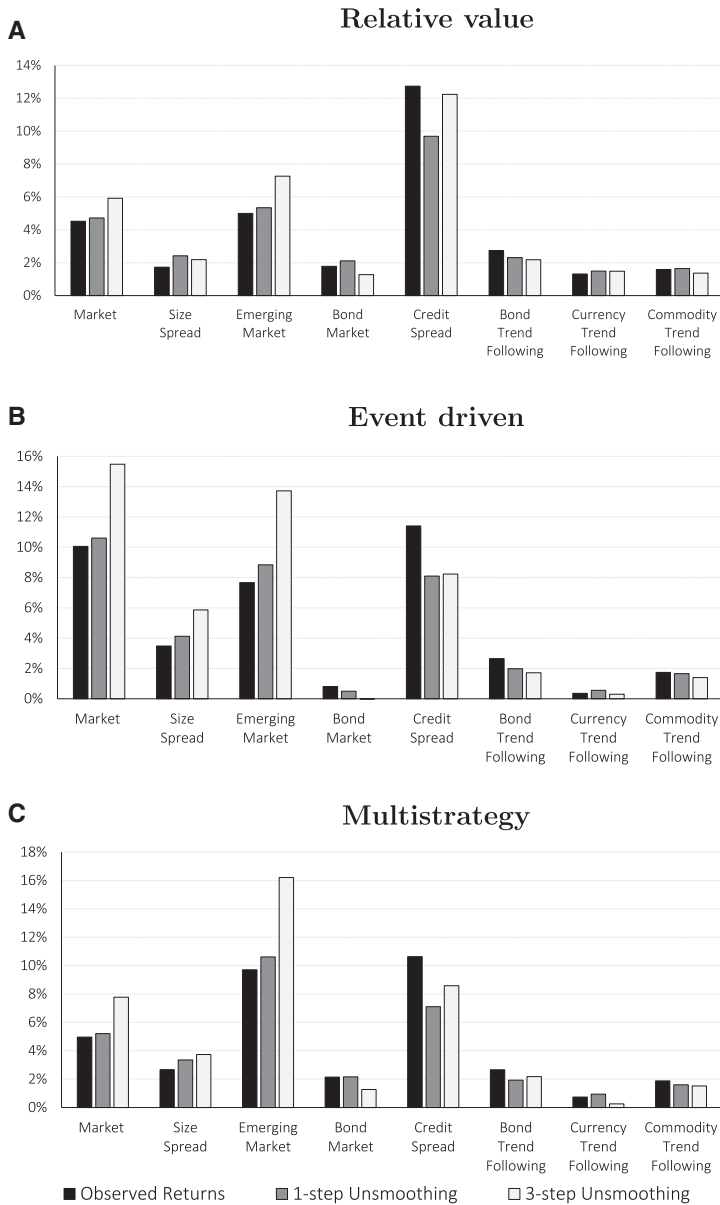 A
Relative value
14%
12%
10%
8%
6%
4%
2%
0%
Market Size Emerging Bond Credit Bond Currency Commodity
Spread Market Market Spread Trend Trend Trend
Following Following Following
B
Event driven
16%
14%
12%
10%
8%
6%
4%
2%
0%
Market Size Emerging Bond Credit Bond Currency Commodity
Spread Market Market Spread Trend Trend Trend
Following Following Following
C
Multistrategy
18%
16%
14%
12%
10%
8%
6%
4%
2%
0%
Market Size Emerging Bond Credit Bond Currency Commodity
Spread Market Market Spread Trend Trend Trend
Following Following Following
Observed Returns 1-step Unsmoothing 3-step Unsmoothing